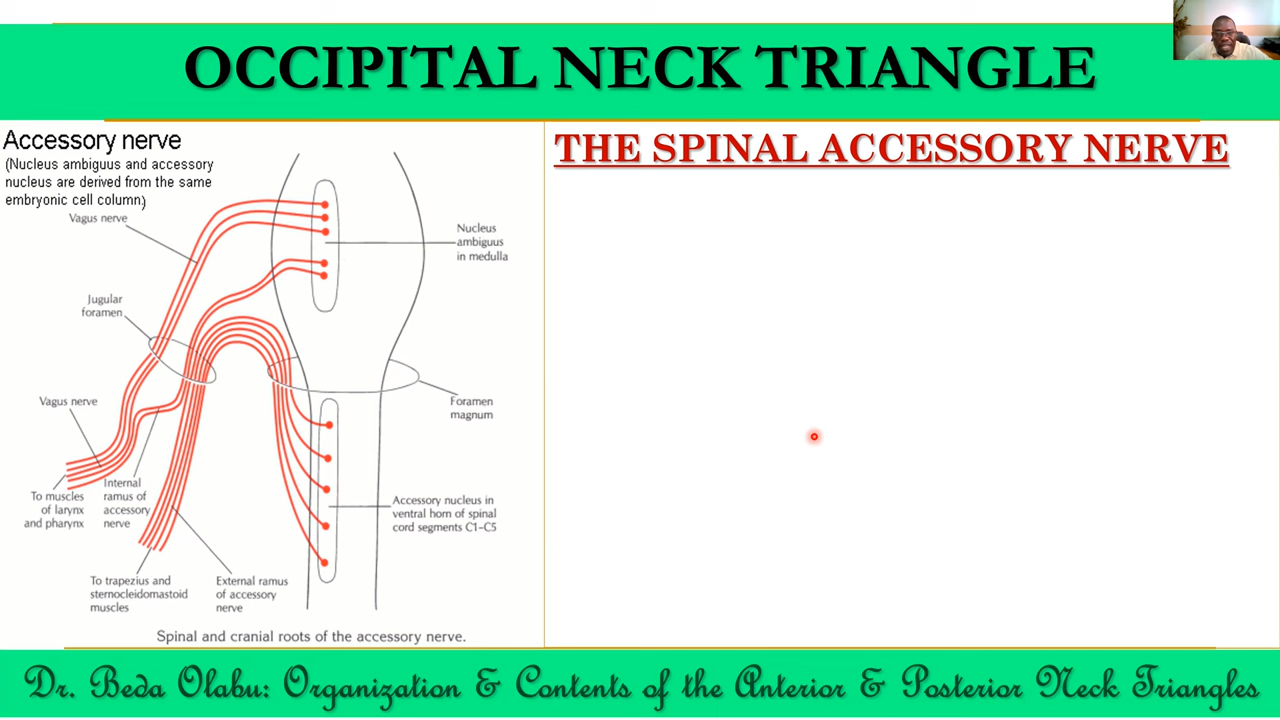 OCCIPITAL NECK TRIANGLE
Accessory nerve
(Nucleus ambiguus and accessory
nucleus are derived from the same
embryonic cell column)
Vagus nerve
Nucleus
ambiguus
in medulla
Jugular
foramen
Vagus nerve
Foramen
magnum
To muscles
of larynx
and pharynx
Internal
ramus of
accessory
nerve
Accessory nucleus in
ventral horn of spinal
cord segments C1–C5
To trapezius and
sternocleidomastoid
muscles
External ramus
of accessory
nerve
Spinal and cranial roots of the accessory nerve.
THE SPINAL ACCESSORY NERVE
Dr. Beda Olabu: Organization & Contents of the Anterior & Posterior Neck Triangles